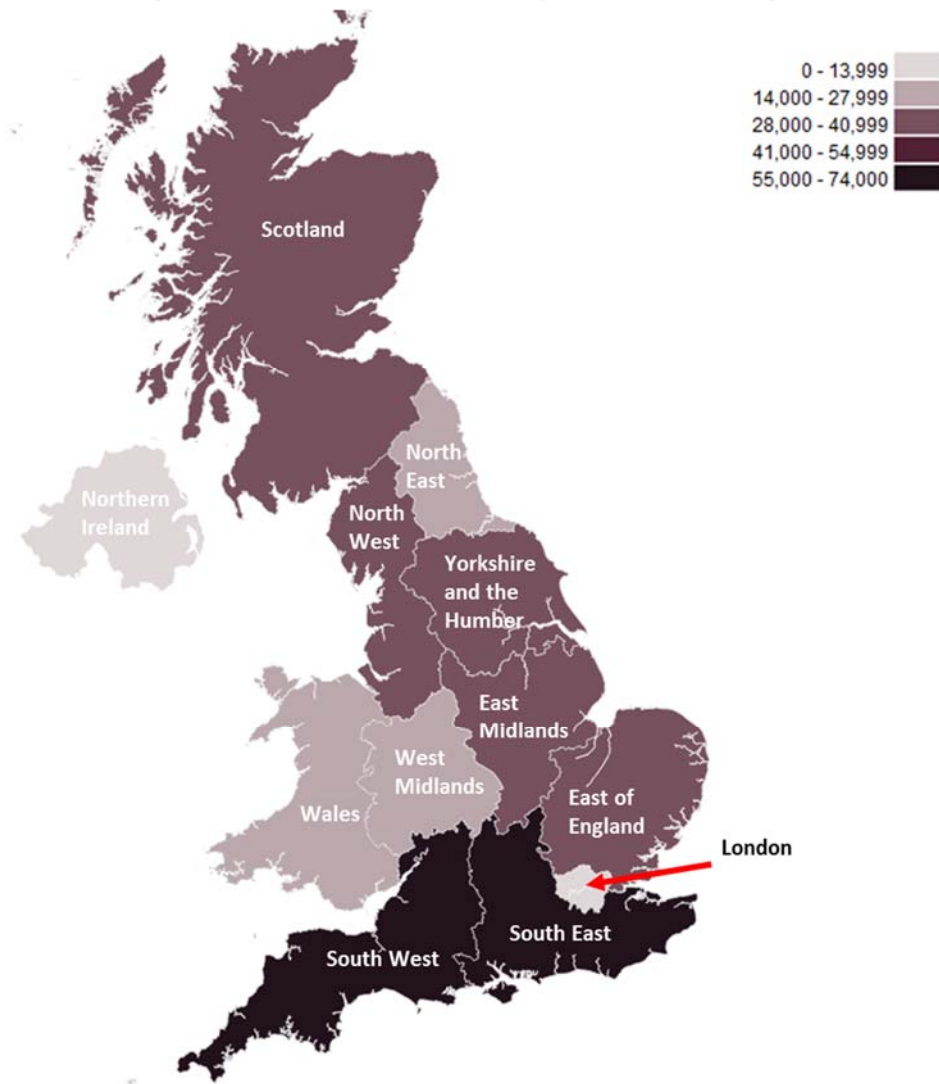 0 - 13,999
14,000 - 27,999
28,000 - 40,999
41,000 - 54,999
55,000 - 74,000
Scotland
North
East
Northern
Ireland
North
West
Yorkshire
and the
Humber
East
Midlands
West
Midlands
Wales
East of
England
London
South East
South West